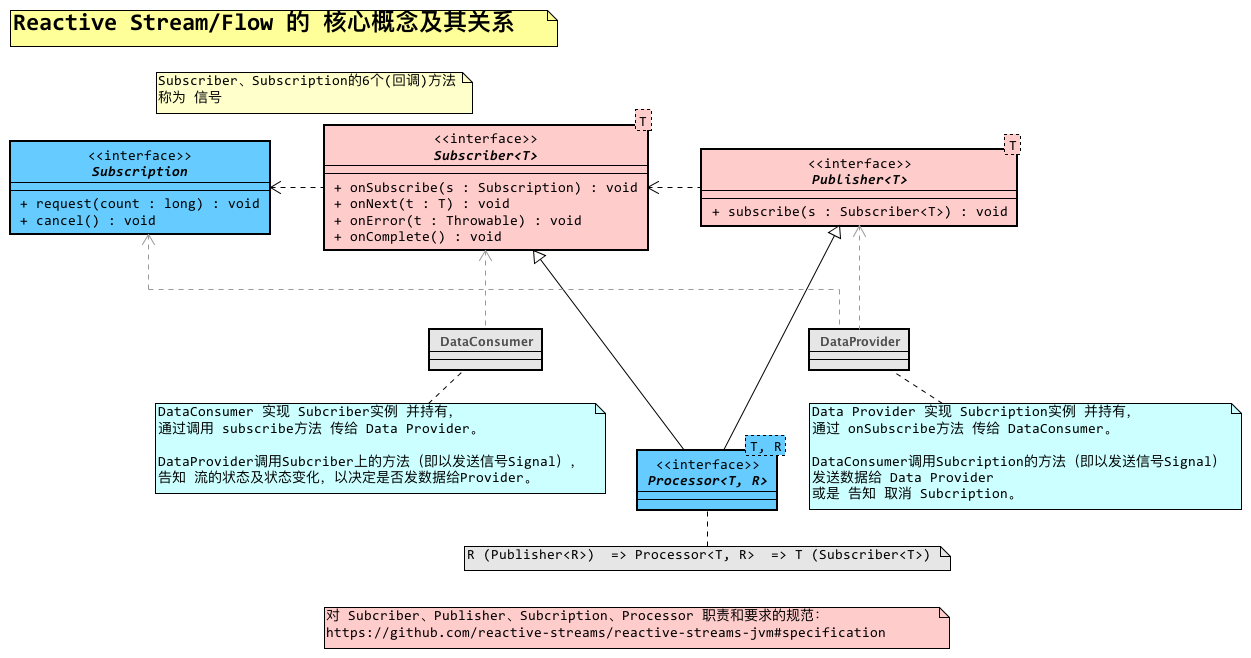 Reactive Stream/Flow 的 核心概念及其关系
Subscriber、Subscription的6个(回调)方法
称为 信号
T
<<interface>>
Subscriber<T>
+ onSubscribe(s : Subscription) : void
+ onNext(t : T) : void
+ onError(t : Throwable) : void
+ onComplete() : void
<<interface>>
Subscription
+ request(count : long) : void
+ cancel() : void
T
<<interface>>
Publisher<T>
+ subscribe(s : Subscriber<T>) : void
DataConsumer
DataProvider
DataConsumer 实现 Subcriber实例 并持有，
通过调用 subscribe方法 传给 Data Provider。
DataProvider调用Subcriber上的方法（即以发送信号Signal），
告知 流的状态及状态变化，以决定是否发数据给Provider。
Data Provider 实现 Subcription实例 并持有，
通过 onSubscribe方法 传给 DataConsumer。
DataConsumer调用Subcription的方法（即以发送信号Signal）
发送数据给 Data Provider
或是 告知 取消 Subcription。
T, R
<<interface>>
Processor<T, R>
R (Publisher<R>)  => Processor<T, R>  => T (Subscriber<T>)
对 Subcriber、Publisher、Subcription、Processor 职责和要求的规范：
https://github.com/reactive-streams/reactive-streams-jvm#specification